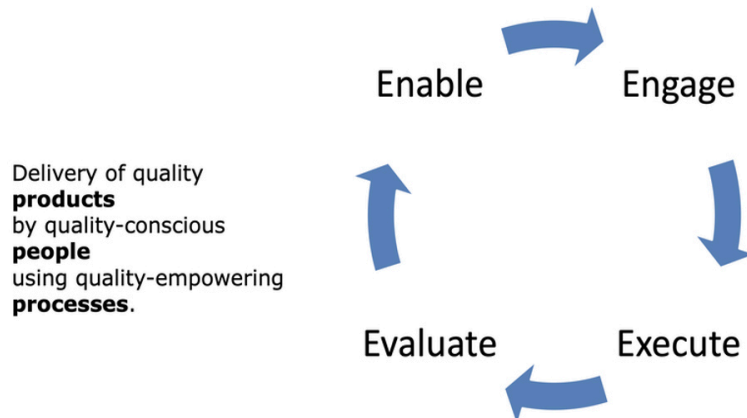 Enable
Engage
Delivery of quality
products
by quality-conscious
people
using quality-empowering
processes.
Evaluate
Execute